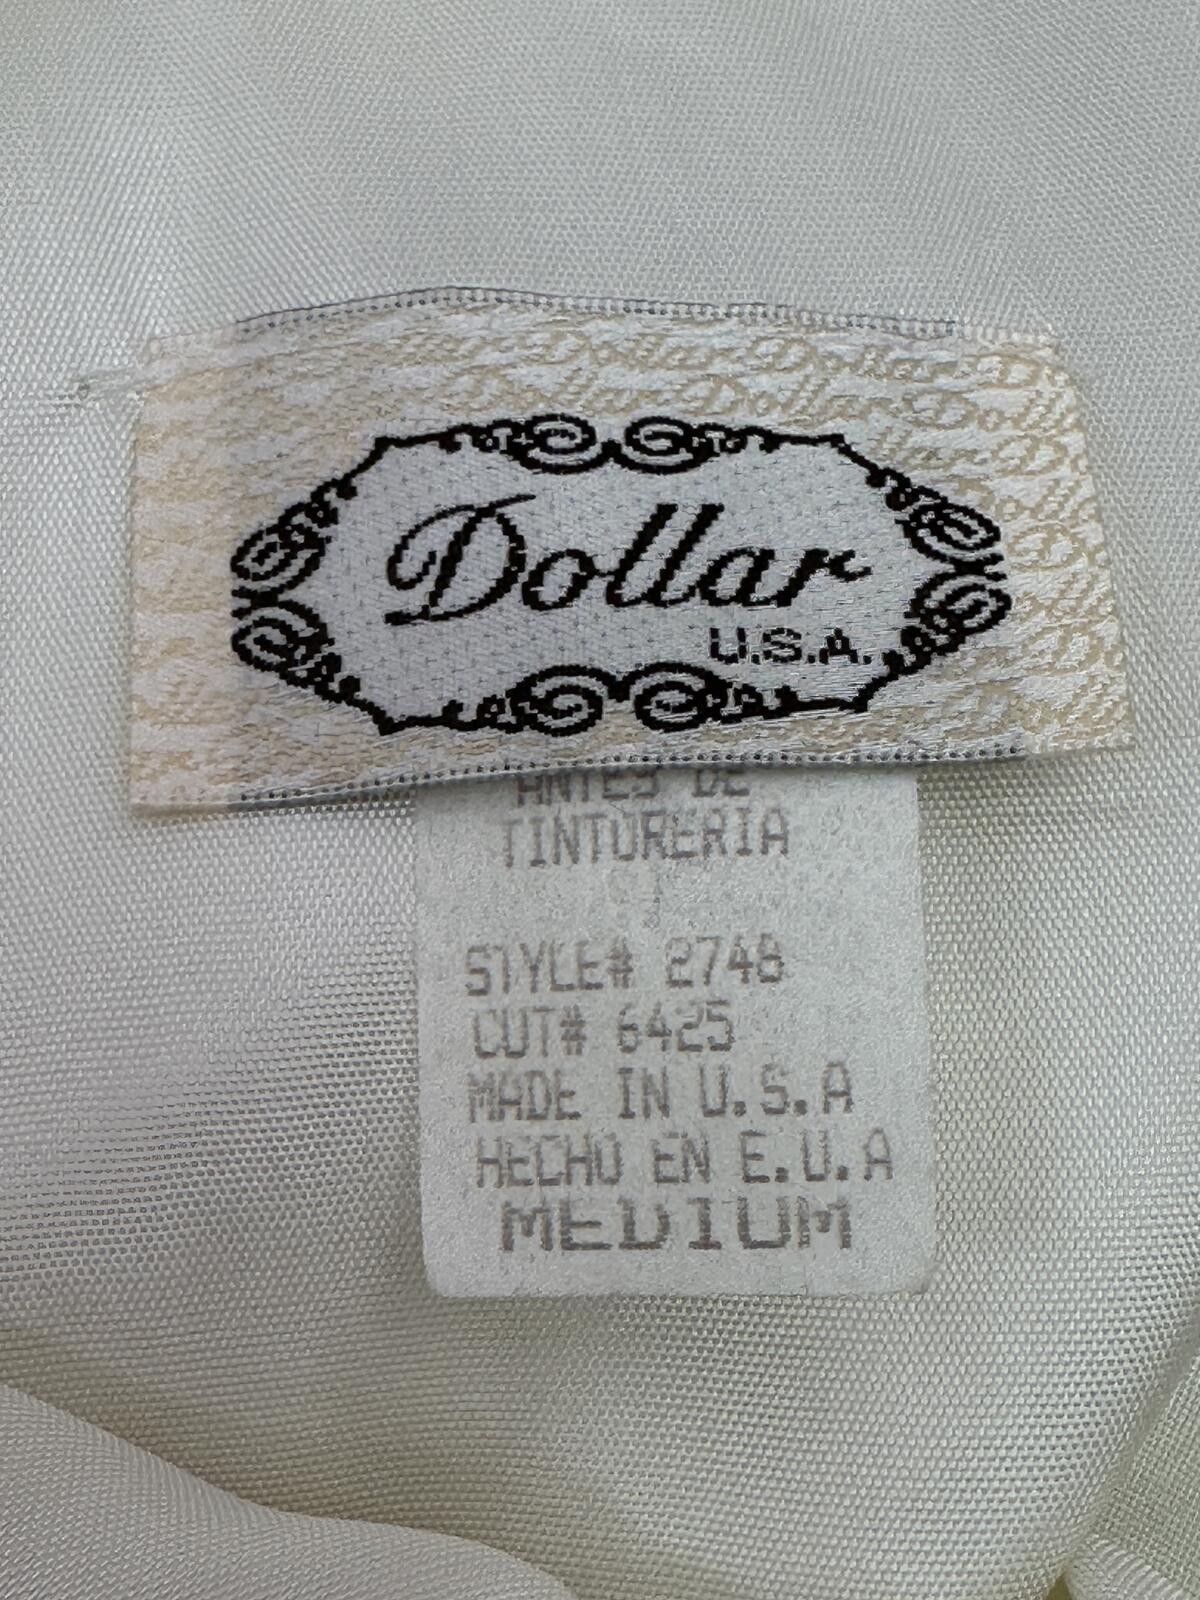 Dollar
U.S.A.
ANTES DE
TINTORERIA
STYLE# 2748
CUT# 6425
MADE IN U.S.A
HECHO EN E.U.A
MEDIUM